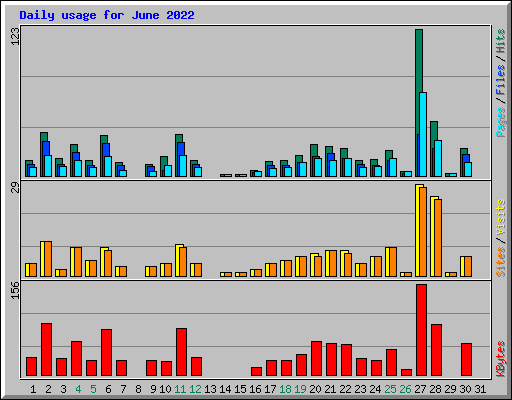 Daily usage for June 2022
123
Pages / Files / Hits
29
Sites / Visits
156
KBytes
1 2 3 4 5 6 7 8 9 10 11 12 13 14 15 16 17 18 19 20 21 22 23 24 25 26 27 28 29 30 31